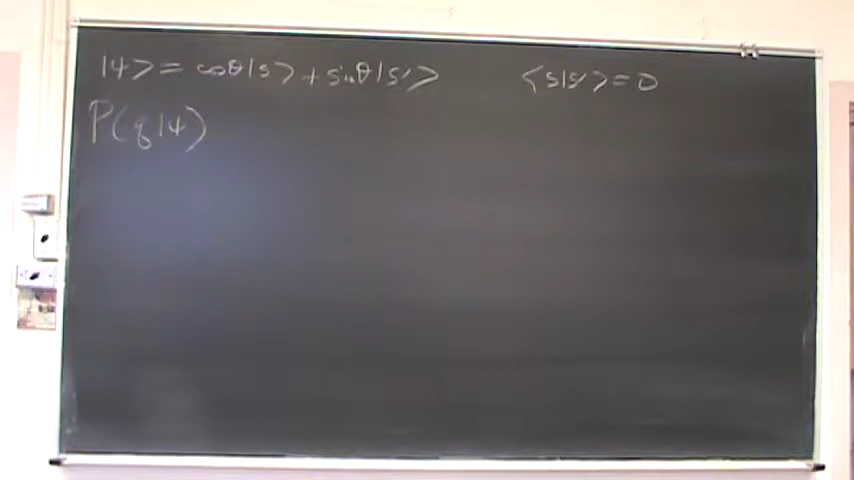 |ψ> = cosθ|s> + sinθ|s'> <s|s'> = 0
P(q|ψ)